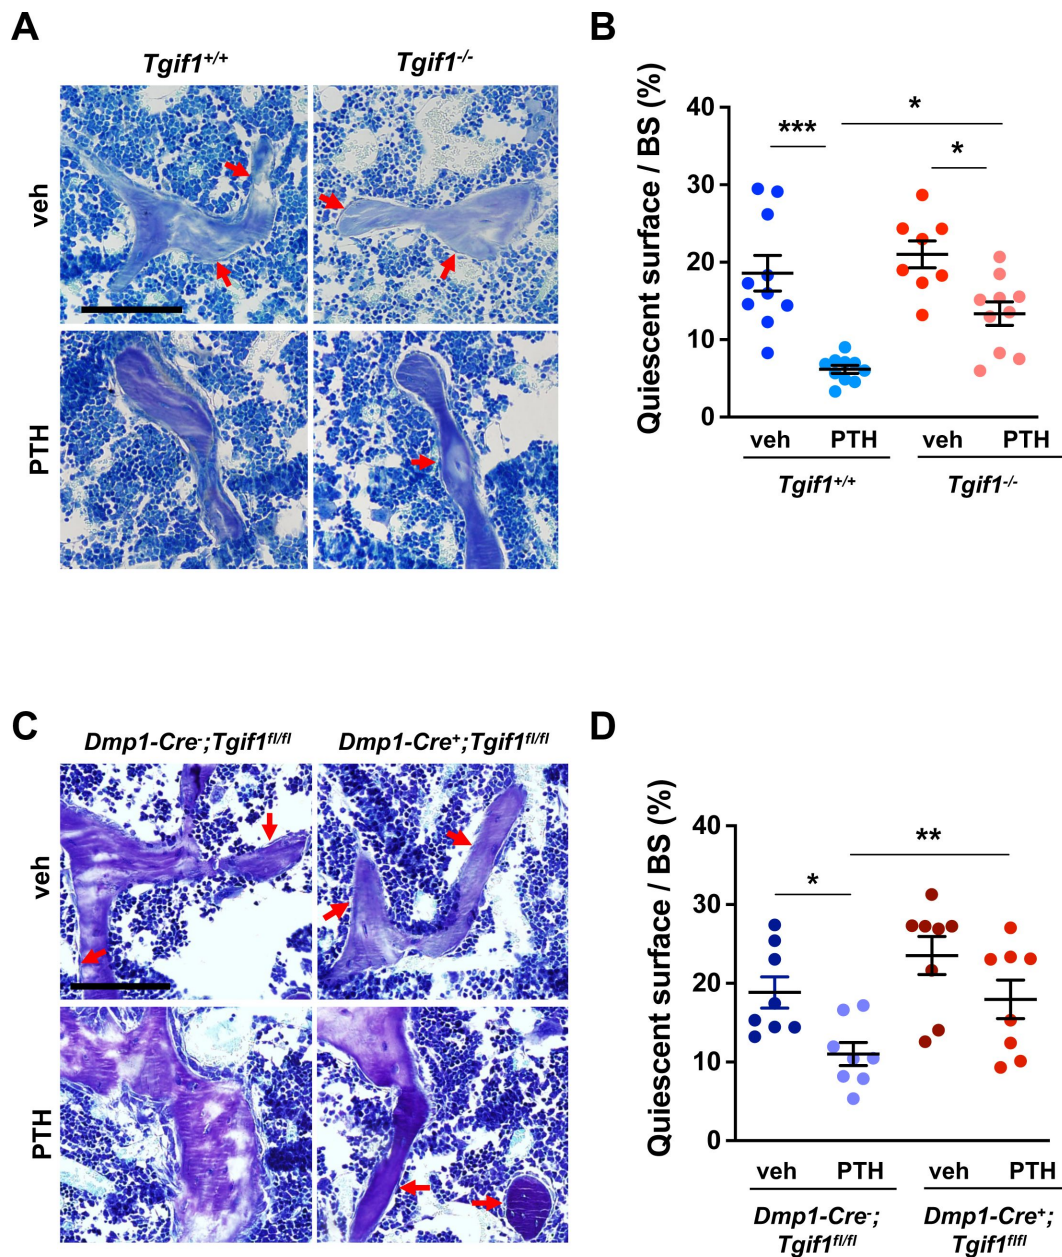 A
Tgif1+/+ Tgif1-/-
veh
PTH
B
Quiescent surface / BS (%)
40
30
20
10
0
*** * *
veh PTH veh PTH
Tgif1+/+ Tgif1-/-
C
Dmp1-Cre-;Tgif1fl/fl Dmp1-Cre+;Tgif1fl/fl
veh
PTH
D
Quiescent surface / BS (%)
40
30
20
10
0
* **
veh PTH veh PTH
Dmp1-Cre-; Dmp1-Cre+;
Tgif1fl/fl Tgif1flfl